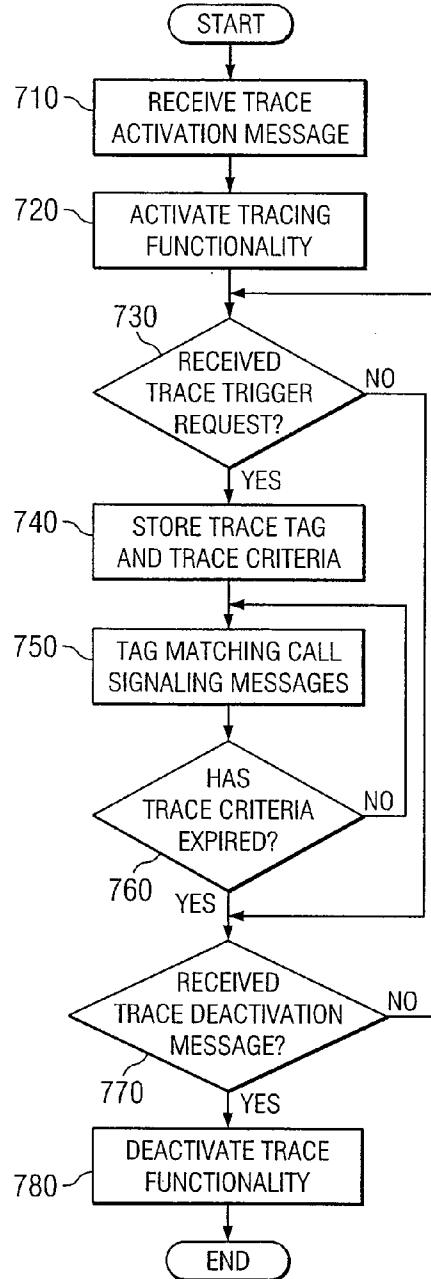 START
710
RECEIVE TRACE
ACTIVATION MESSAGE
720
ACTIVATE TRACING
FUNCTIONALITY
730
RECEIVED
TRACE TRIGGER
REQUEST?
NO
YES
740
STORE TRACE TAG
AND TRACE CRITERIA
750
TAG MATCHING CALL
SIGNALING MESSAGES
HAS
TRACE CRITERIA
EXPIRED?
NO
760
YES
RECEIVED
TRACE DEACTIVATION
MESSAGE?
NO
770
YES
780
DEACTIVATE TRACE
FUNCTIONALITY
END